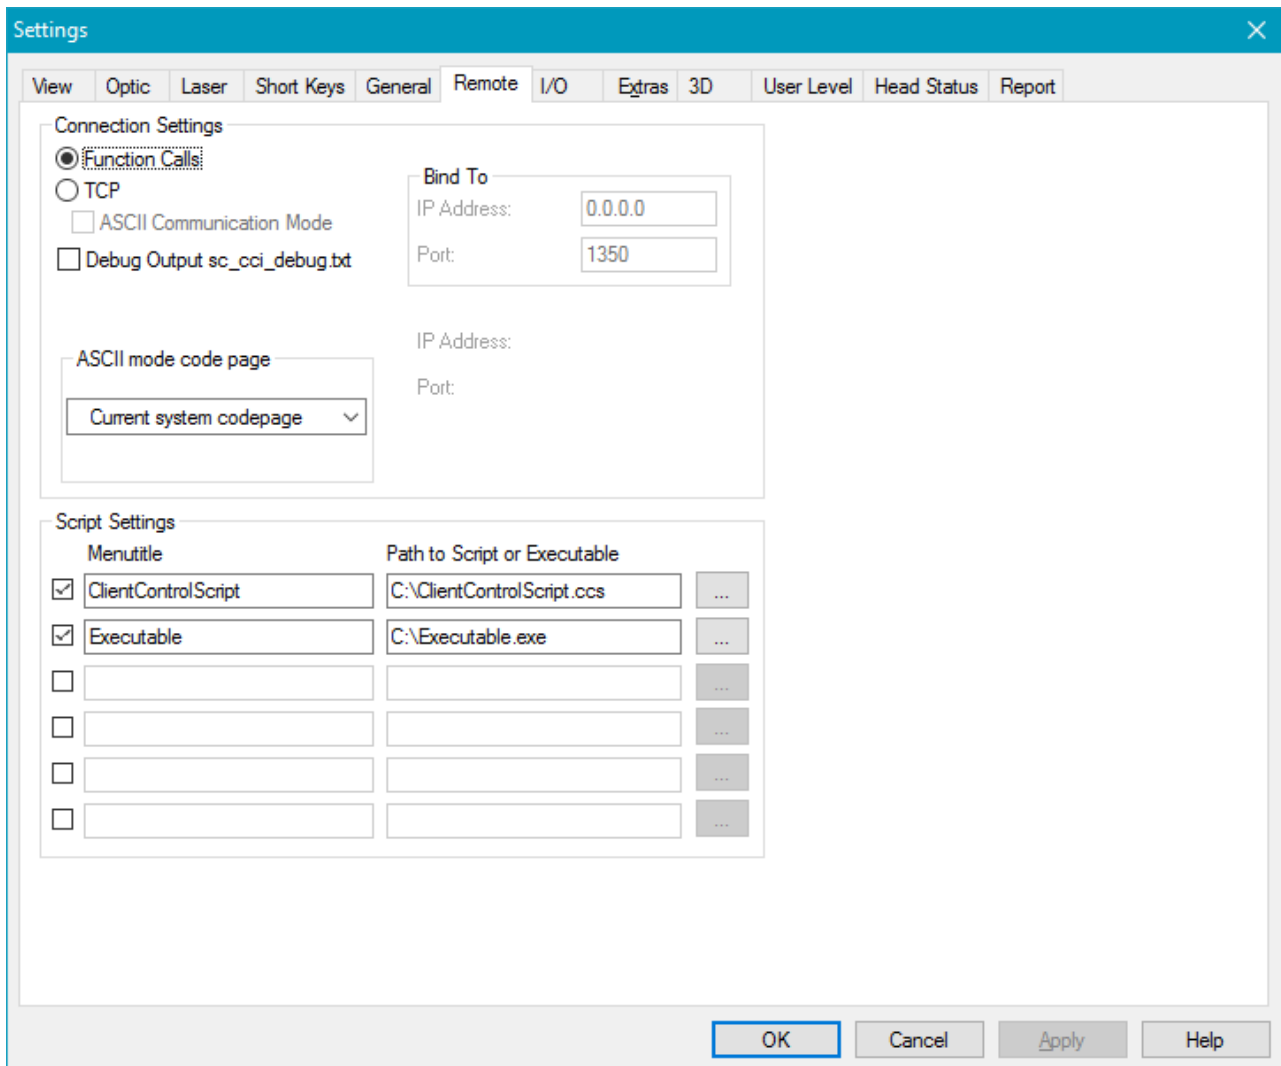 Settings
View Optic Laser Short Keys General Remote I/O Extras 3D User Level Head Status Report
Connection Settings
Function Calls
TCP
ASCII Communication Mode
Debug Output sc_cci_debug.txt
Bind To
IP Address: 0.0.0.0
Port: 1350
IP Address:
Port:
ASCII mode code page
Current system codepage
Script Settings
Menutitle Path to Script or Executable
ClientControlScript C:\ClientControlScript.ccs ...
Executable C:\Executable.exe ...
...
...
...
...
OK Cancel Apply Help